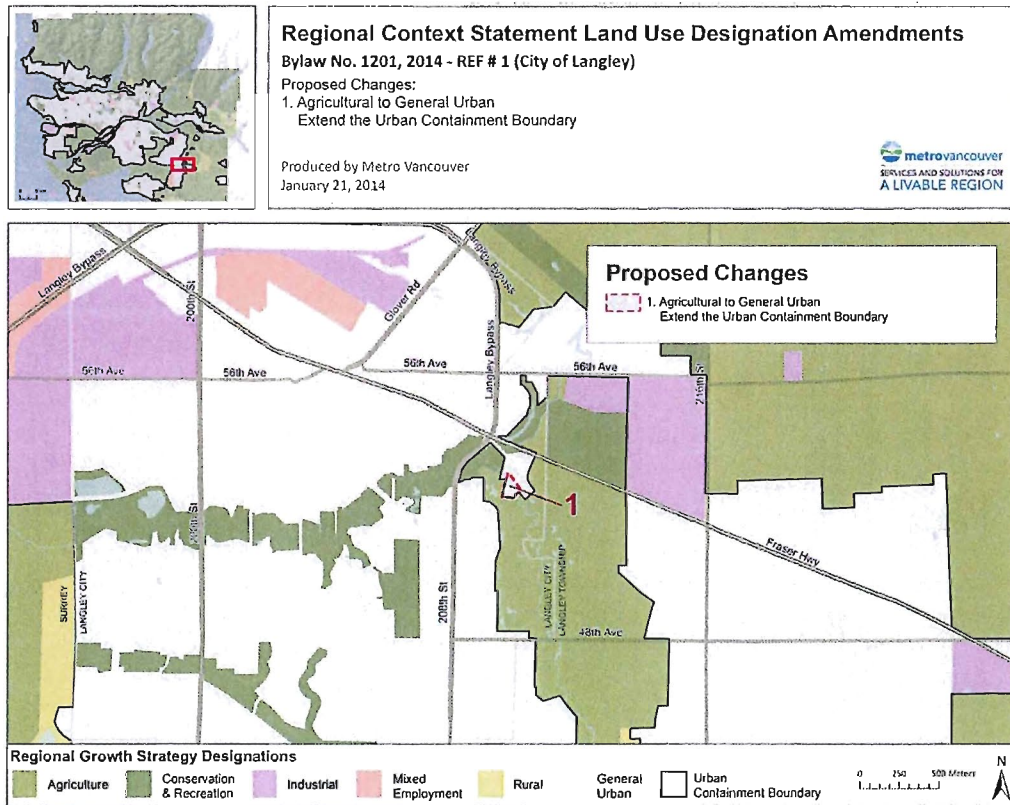 Regional Context Statement Land Use Designation Amendments
Bylaw No. 1201, 2014 - REF # 1 (City of Langley)
Proposed Changes:
1. Agricultural to General Urban
Extend the Urban Containment Boundary
Produced by Metro Vancouver
January 21, 2014
metrovancouver
SERVICES AND SOLUTIONS FOR
A LIVABLE REGION
Proposed Changes
1. Agricultural to General Urban
Extend the Urban Containment Boundary
Langley Bypass
200th St
Glover Rd
Langley Bypass
Langley Bypass
56th Ave
56th Ave
56th Ave
56th Ave
216th St
1
Fraser Hwy
SURREY
LANGLEY CITY
208th St
LANGLEY CITY
LANGLEY TOWNSHIP
48th Ave
Regional Growth Strategy Designations
Agriculture
Conservation
& Recreation
Industrial
Mixed
Employment
Rural
General
Urban
Urban
Containment Boundary
0 250 500 Meters
N